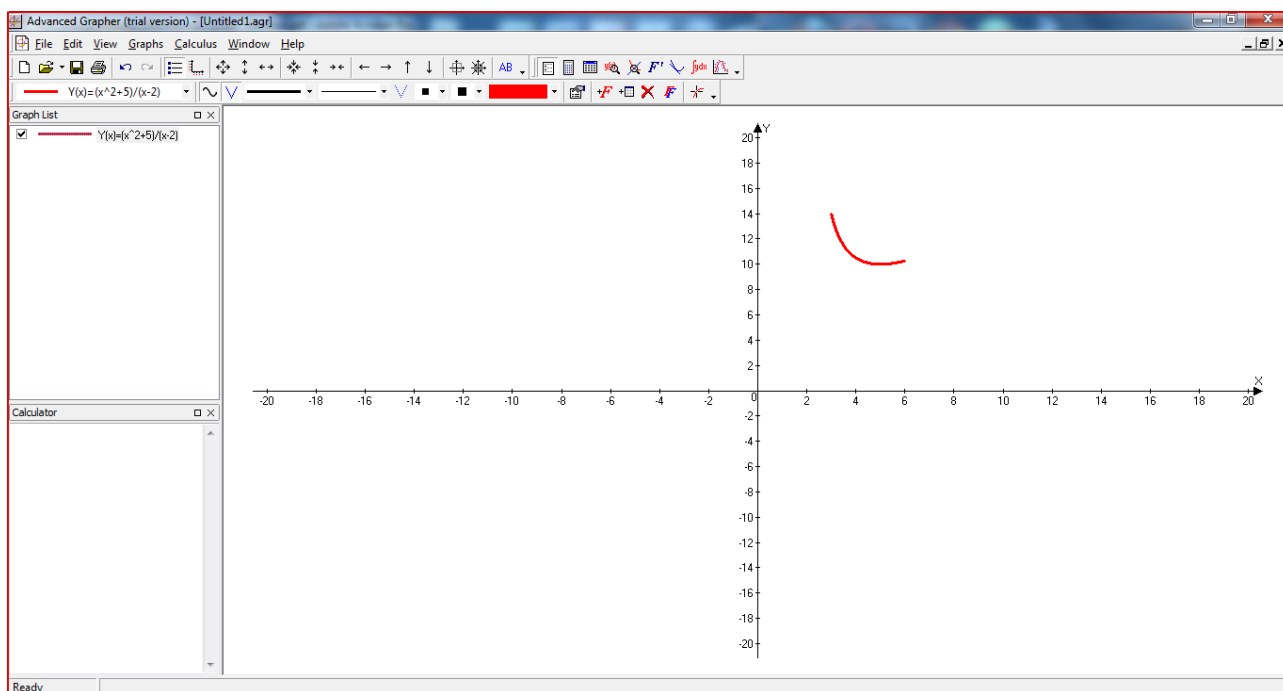 Advanced Grapher (trial version) - [Untitled1.agr]
File Edit View Graphs Calculus Window Help
AB F' ∫ydx
Y(x)=(x^2+5)/(x-2) +F F
Graph List
Y(x)=(x^2+5)/(x-2)
Calculator
Y
20
18
16
14
12
10
8
6
4
2
X
-20 -18 -16 -14 -12 -10 -8 -6 -4 -2 0 2 4 6 8 10 12 14 16 18 20
-2
-4
-6
-8
-10
-12
-14
-16
-18
-20
Ready